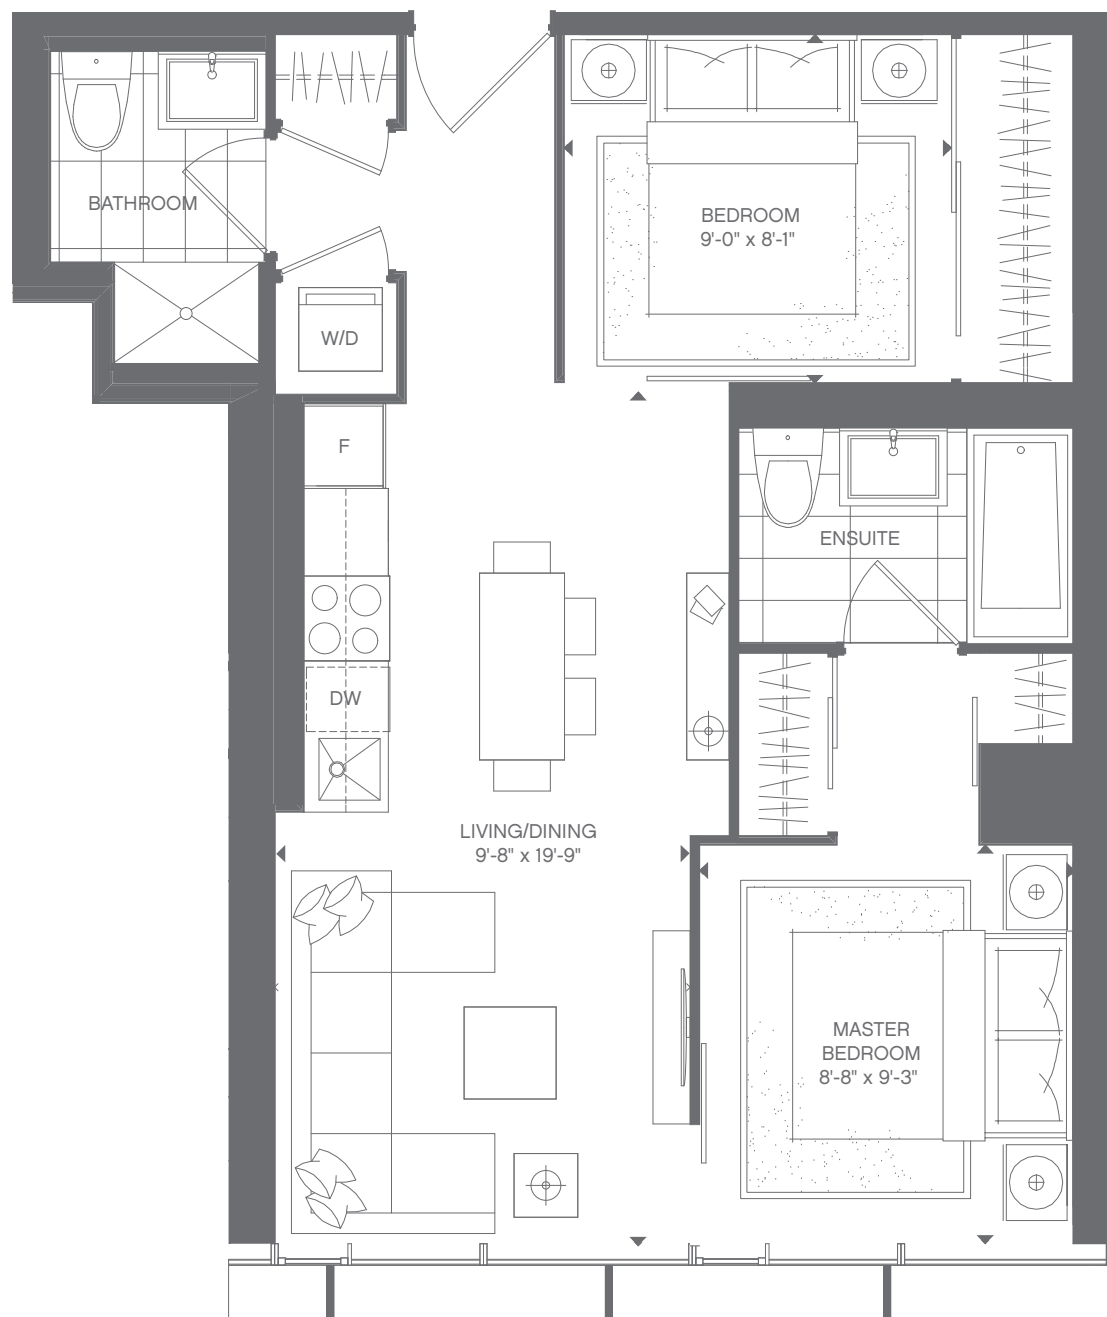 BATHROOM
BEDROOM
9'-0" x 8'-1"
W/D
F
ENSUITE
DW
LIVING/DINING
9'-8" x 19'-9"
MASTER
BEDROOM
8'-8" x 9'-3"